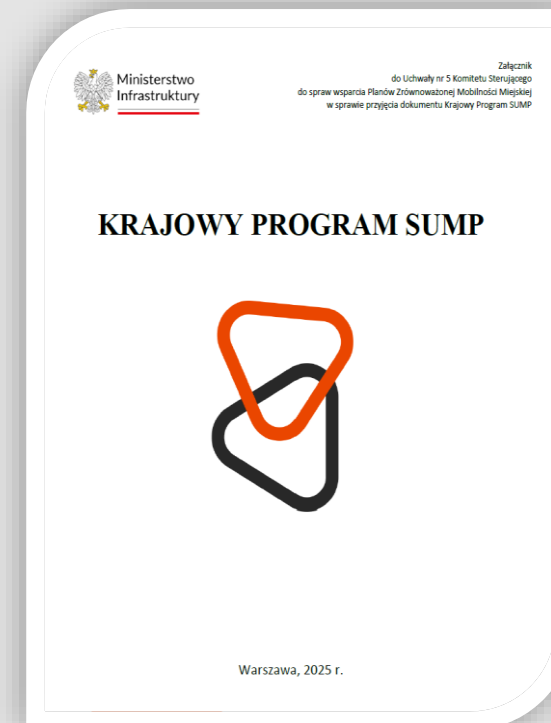 Ministerstwo
Infrastruktury
Załącznik
do Uchwały nr 5 Komitetu Sterującego
do spraw wsparcia Planów Zrównoważonej Mobilności Miejskiej
w sprawie przyjęcia dokumentu Krajowy Program SUMP
KRAJOWY PROGRAM SUMP
Warszawa, 2025 r.